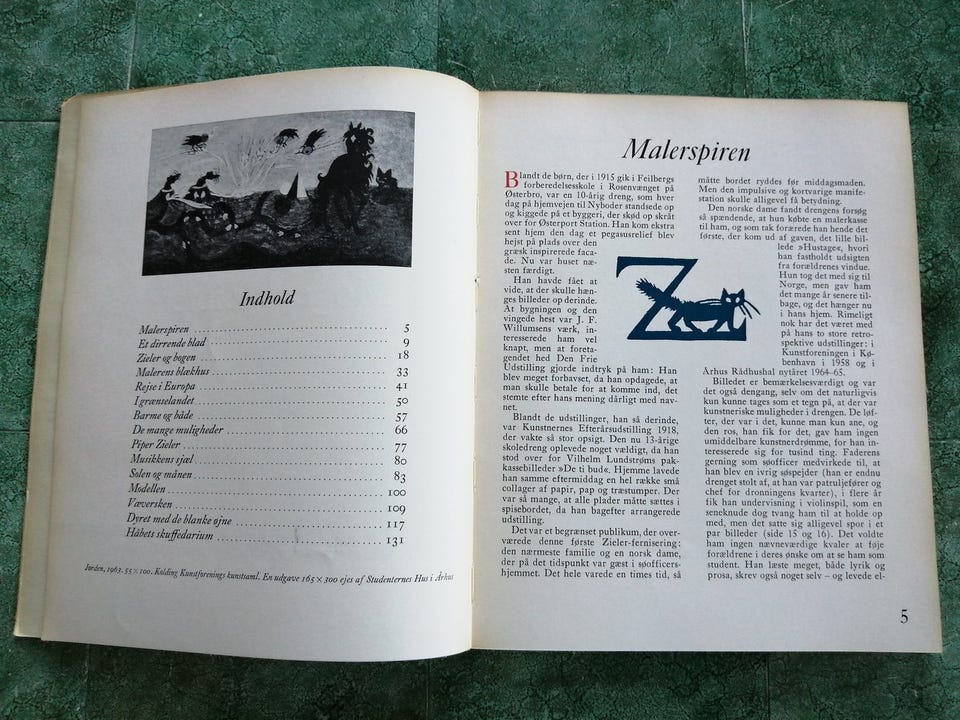 Indhold
Malerspiren 5
Et dirrende blad 9
Zieler og bogen 18
Malerens blækhus 33
Rejse i Europa 41
I grænselandet 50
Barme og både 57
De mange muligheder 66
Piper Zieler 77
Musikkens sjæl 80
Solen og månen 83
Modellen 100
Væversken 109
Dyret med de blanke øjne 117
Håbets skuffedarium 131
Jorden, 1963. 55 × 100. Kolding Kunstforenings kunstsaml. En udgave 165 × 300 ejes af Studenternes Hus i Århus
Malerspiren
Blandt de børn, der i 1915 gik i Feilbergs
forberedelsesskole i Rosenvænget på
Østerbro, var en 10-årig dreng, som hver
dag på hjemvejen til Nyboder standsede op
og kiggede på et byggeri, der skød op skråt
over for Østerport Station. Han kom ekstra
sent hjem den dag et pegasusrelief blev
hejst på plads over den
græsk inspirerede faca-
de. Nu var huset næ-
sten færdigt.
Han havde fået at
vide, at der skulle hæn-
ges billeder op derinde.
At bygningen og den
vingede hest var J. F.
Willumsens værk, in-
teresserede ham vel
knapt, men at foreta-
gendet hed Den Frie
Udstilling gjorde indtryk på ham: Han
blev meget forbavset, da han opdagede, at
man skulle betale for at komme ind, det
stemte efter hans mening dårligt med nav-
net.
Blandt de udstillinger, han så derinde,
var Kunstnernes Efterårsudstilling 1918,
der vakte så stor opsigt. Den nu 13-årige
skoledreng oplevede noget vældigt, da han
stod over for Vilhelm Lundstrøms pak-
kassebilleder »De ti bud«. Hjemme lavede
han samme eftermiddag en hel række små
collager af papir, pap og træstumper. Der
var så mange, at alle plader måtte sættes i
spisebordet, da han bagefter arrangerede
udstilling.
Det var et begrænset publikum, der over-
værede denne første Zieler-fernisering:
den nærmeste familie og en norsk dame,
der på det tidspunkt var gæst i søofficers-
hjemmet. Det hele varede en times tid, så
måtte bordet ryddes før middagsmaden.
Men den impulsive og kortvarige manife-
station skulle alligevel få betydning.
Den norske dame fandt drengens forsøg
så spændende, at hun købte en malerkasse
til ham, og som tak forærede han hende det
første, der kom ud af gaven, det lille bil-
lede »Hustage«, hvori
han fastholdt udsigten
fra forældrenes vindue.
Hun tog det med sig til
Norge, men gav ham
det mange år senere til-
bage, og det hænger nu
i hans hjem. Rimeligt
nok har det været med
på hans to store retro-
spektive udstillinger: i
Kunstforeningen i Kø-
benhavn i 1958 og i
Århus Rådhushal nytåret 1964-65.
Billedet er bemærkelsesværdigt og var
det også dengang, selv om det naturligvis
kun kunne tages som et tegn på, at der var
kunstneriske muligheder i drengen. De løf-
ter, der var i det, kunne man kun ane, og
den ros, han fik for det, gav ham ingen
umiddelbare kunstnerdrømme, for han in-
teresserede sig for tusind ting. Faderens
gerning som søofficer medvirkede til, at
han blev en ivrig søspejder (han er endnu
drenget stolt af, at han var patruljefører og
chef for dronningens kvarter), i flere år
fik han undervisning i violinspil, som en
seneknude dog tvang ham til at holde op
med, men det satte sig alligevel spor i et
par billeder (side 15 og 16). Det voldte
ham ingen nævneværdige kvaler at føje
forældrene i deres ønske om at se ham som
student. Han læste meget, både lyrik og
prosa, skrev også noget selv – og levede el-
Z
5